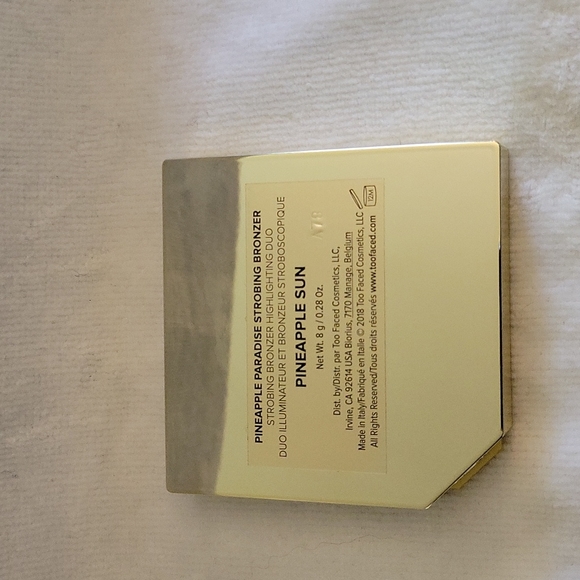 PINEAPPLE PARADISE STROBING BRONZER
STROBING BRONZER HIGHLIGHTING DUO
DUO ILLUMINATEUR ET BRONZEUR STROBOSCOPIQUE
PINEAPPLE SUN
Net Wt. 8 g / 0.28 Oz.
Dist. by/Distr. par Too Faced Cosmetics, LLC,
Irvine, CA 92614 USA Biorius, 7170 Manage, Belgium
Made in Italy/Fabriqué en Italie © 2018 Too Faced Cosmetics, LLC
All Rights Reserved/Tous droits réservés www.toofaced.com
12M